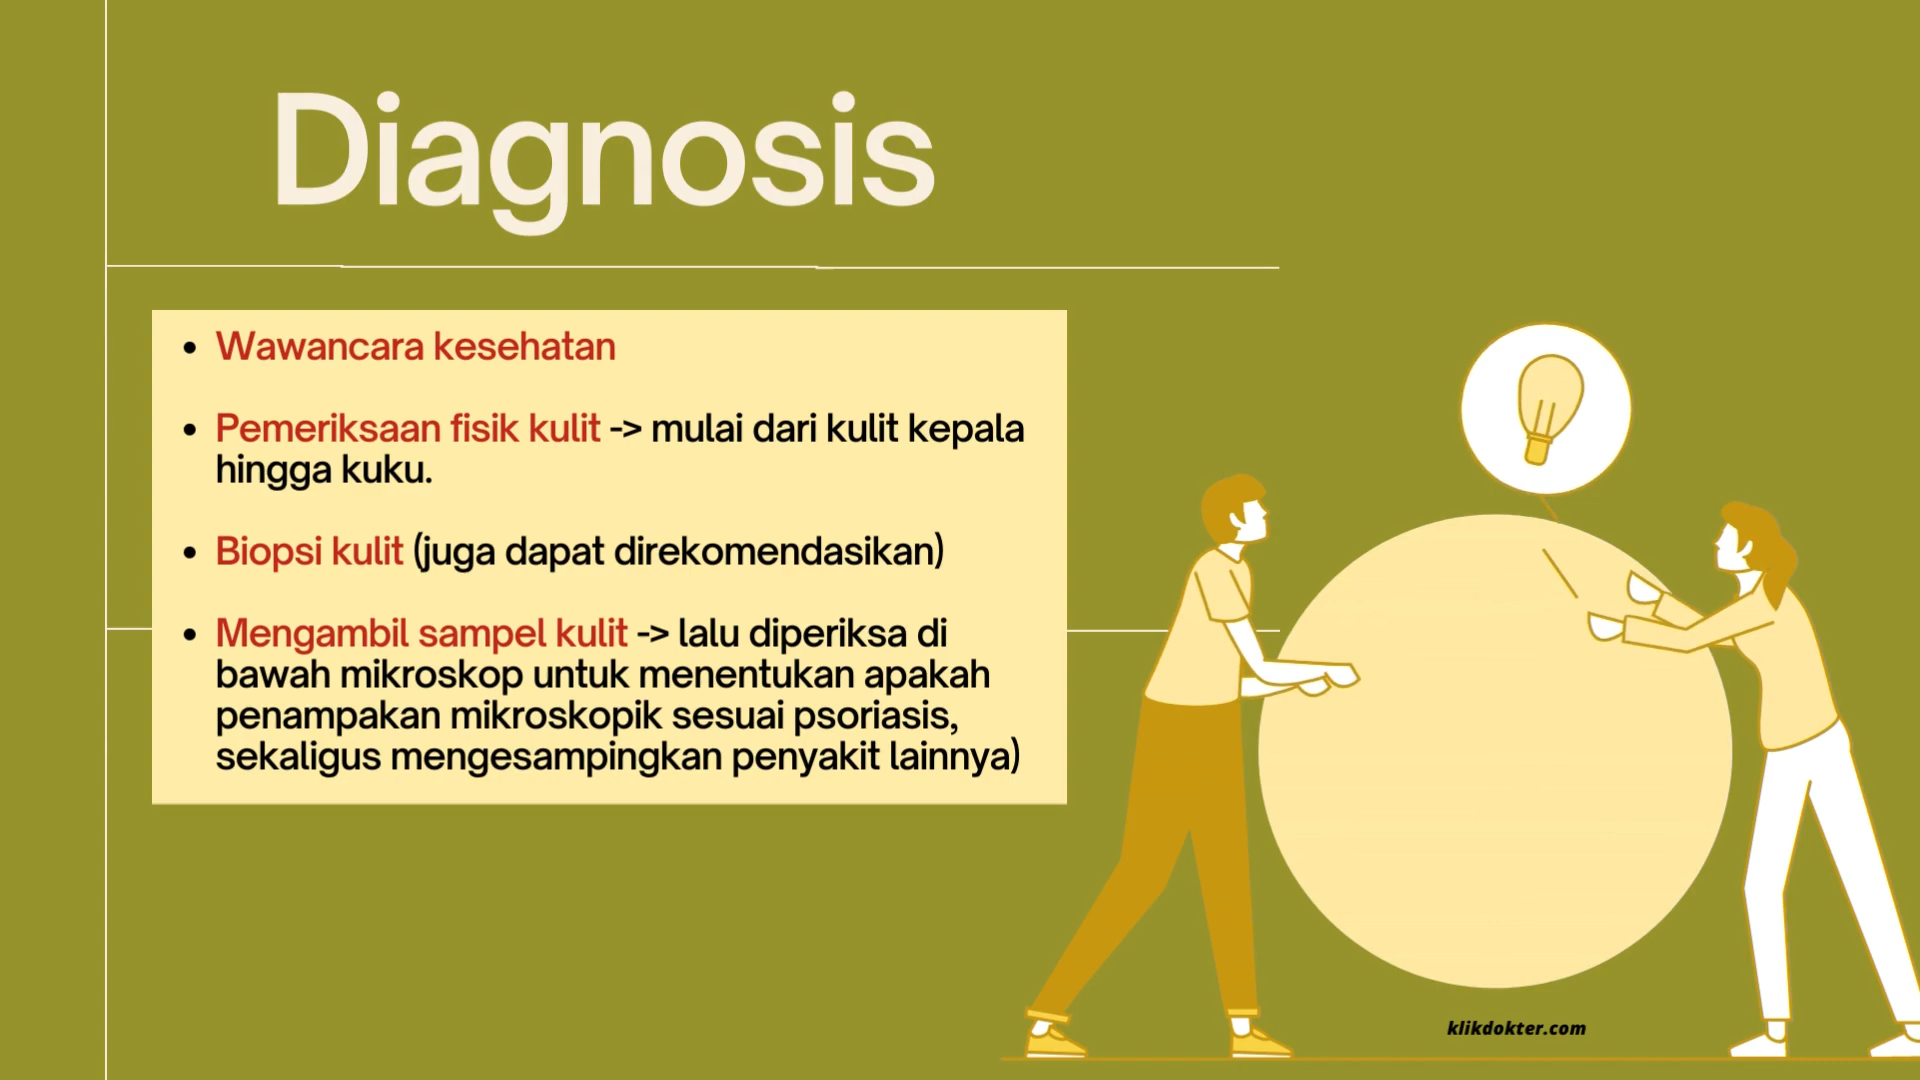 Diagnosis
• Wawancara kesehatan
• Pemeriksaan fisik kulit -> mulai dari kulit kepala
hingga kuku.
• Biopsi kulit (juga dapat direkomendasikan)
• Mengambil sampel kulit -> lalu diperiksa di
bawah mikroskop untuk menentukan apakah
penampakan mikroskopik sesuai psoriasis,
sekaligus mengesampingkan penyakit lainnya)
klikdokter.com